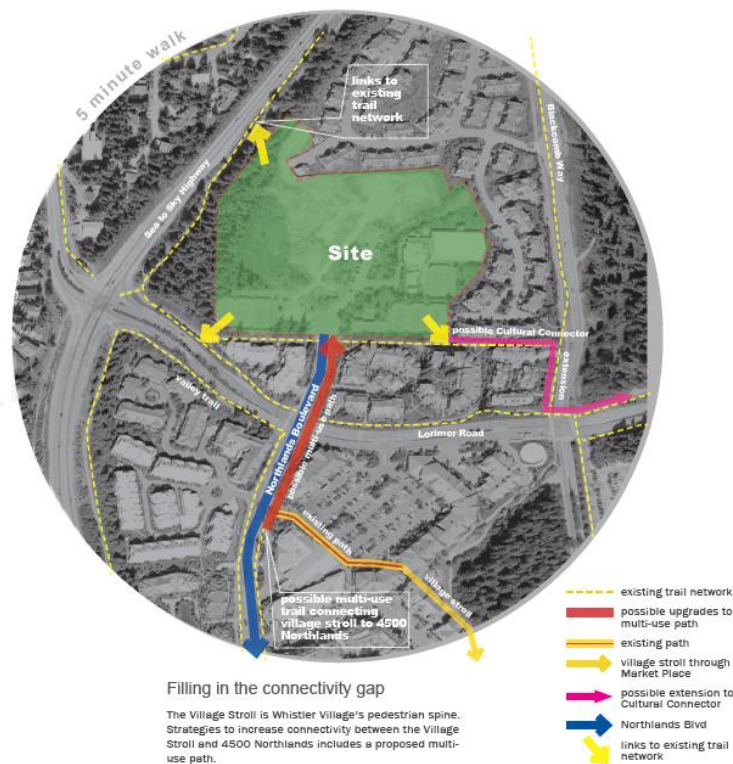 5 minute walk
links to
existing
trail
network
Blackcomb Way
Sea to Sky Highway
Site
possible Cultural Connector
extension
valley trail
Northlands Boulevard
possible multi-use path
Lorimer Road
existing path
village stroll
possible multi-use
trail connecting
village stroll to 4500
Northlands
existing trail network
possible upgrades to
multi-use path
existing path
village stroll through
Market Place
possible extension to
Cultural Connector
Northlands Blvd
links to existing trail
network
Filling in the connectivity gap
The Village Stroll is Whistler Village's pedestrian spine.
Strategies to increase connectivity between the Village
Stroll and 4500 Northlands includes a proposed multi-
use path.